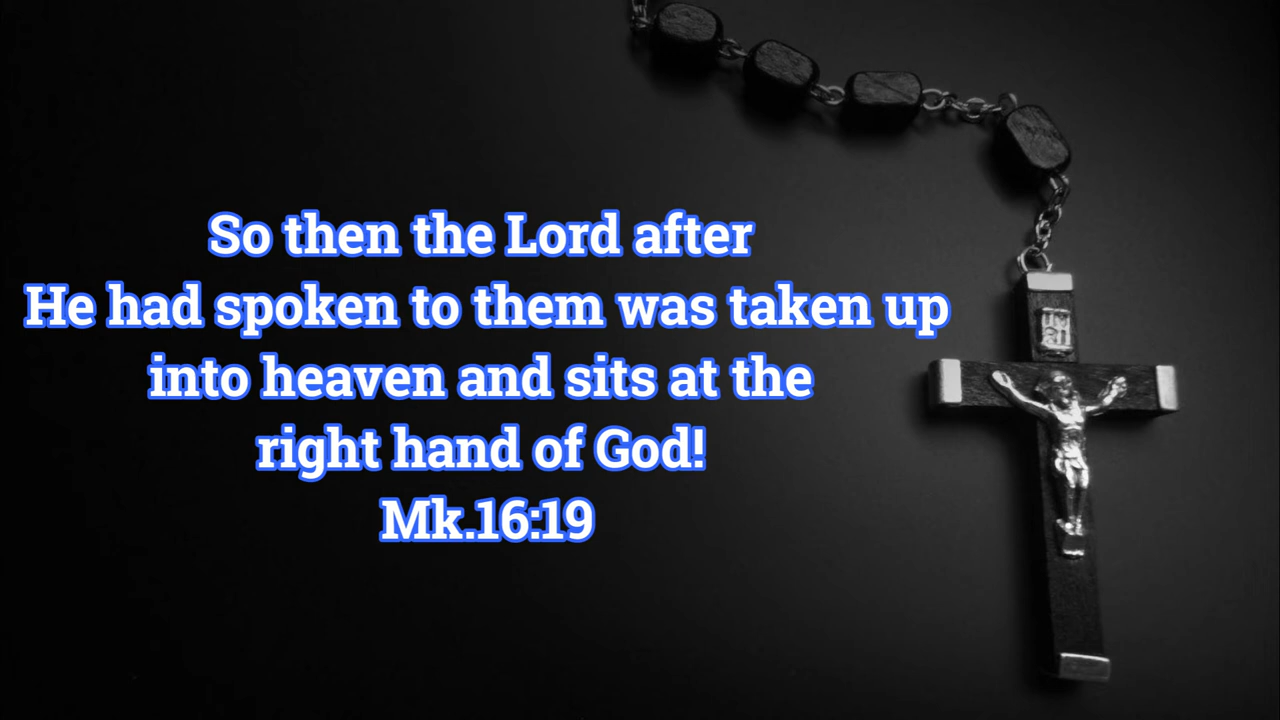 So then the Lord after
He had spoken to them was taken up
into heaven and sits at the
right hand of God!
Mk.16:19